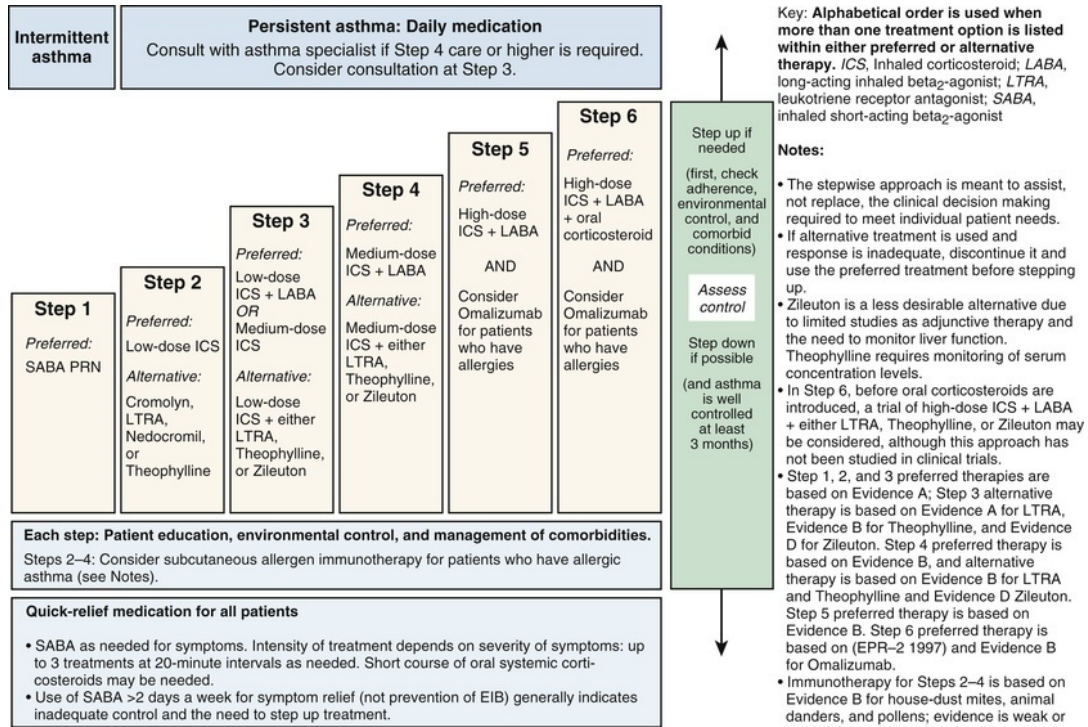 Intermittent
asthma
Persistent asthma: Daily medication
Consult with asthma specialist if Step 4 care or higher is required.
Consider consultation at Step 3.
Step 1
Preferred:
SABA PRN
Step 2
Preferred:
Low-dose ICS
Alternative:
Cromolyn,
LTRA,
Nedocromil,
or
Theophylline
Step 3
Preferred:
Low-dose
ICS + LABA
OR
Medium-dose
ICS
Alternative:
Low-dose
ICS + either
LTRA,
Theophylline,
or Zileuton
Step 4
Preferred:
Medium-dose
ICS + LABA
Alternative:
Medium-dose
ICS + either
LTRA,
Theophylline,
or Zileuton
Step 5
Preferred:
High-dose
ICS + LABA
AND
Consider
Omalizumab
for patients
who have
allergies
Step 6
Preferred:
High-dose
ICS + LABA
+ oral
corticosteroid
AND
Consider
Omalizumab
for patients
who have
allergies
Each step: Patient education, environmental control, and management of comorbidities.
Steps 2–4: Consider subcutaneous allergen immunotherapy for patients who have allergic
asthma (see Notes).
Quick-relief medication for all patients
• SABA as needed for symptoms. Intensity of treatment depends on severity of symptoms: up
to 3 treatments at 20-minute intervals as needed. Short course of oral systemic corti-
costeroids may be needed.
• Use of SABA >2 days a week for symptom relief (not prevention of EIB) generally indicates
inadequate control and the need to step up treatment.
Step up if
needed
(first, check
adherence,
environmental
control, and
comorbid
conditions)
Assess
control
Step down
if possible
(and asthma
is well
controlled
at least
3 months)
Key: Alphabetical order is used when
more than one treatment option is listed
within either preferred or alternative
therapy. ICS, Inhaled corticosteroid; LABA,
long-acting inhaled beta2-agonist; LTRA,
leukotriene receptor antagonist; SABA,
inhaled short-acting beta2-agonist
Notes:
• The stepwise approach is meant to assist,
not replace, the clinical decision making
required to meet individual patient needs.
• If alternative treatment is used and
response is inadequate, discontinue it and
use the preferred treatment before stepping
up.
• Zileuton is a less desirable alternative due
to limited studies as adjunctive therapy and
the need to monitor liver function.
Theophylline requires monitoring of serum
concentration levels.
• In Step 6, before oral corticosteroids are
introduced, a trial of high-dose ICS + LABA
+ either LTRA, Theophylline, or Zileuton may
be considered, although this approach has
not been studied in clinical trials.
• Step 1, 2, and 3 preferred therapies are
based on Evidence A; Step 3 alternative
therapy is based on Evidence A for LTRA,
Evidence B for Theophylline, and Evidence
D for Zileuton. Step 4 preferred therapy is
based on Evidence B, and alternative
therapy is based on Evidence B for LTRA
and Theophylline and Evidence D Zileuton.
Step 5 preferred therapy is based on
Evidence B. Step 6 preferred therapy is
based on (EPR–2 1997) and Evidence B
for Omalizumab.
• Immunotherapy for Steps 2–4 is based on
Evidence B for house-dust mites, animal
danders, and pollens; evidence is weak or